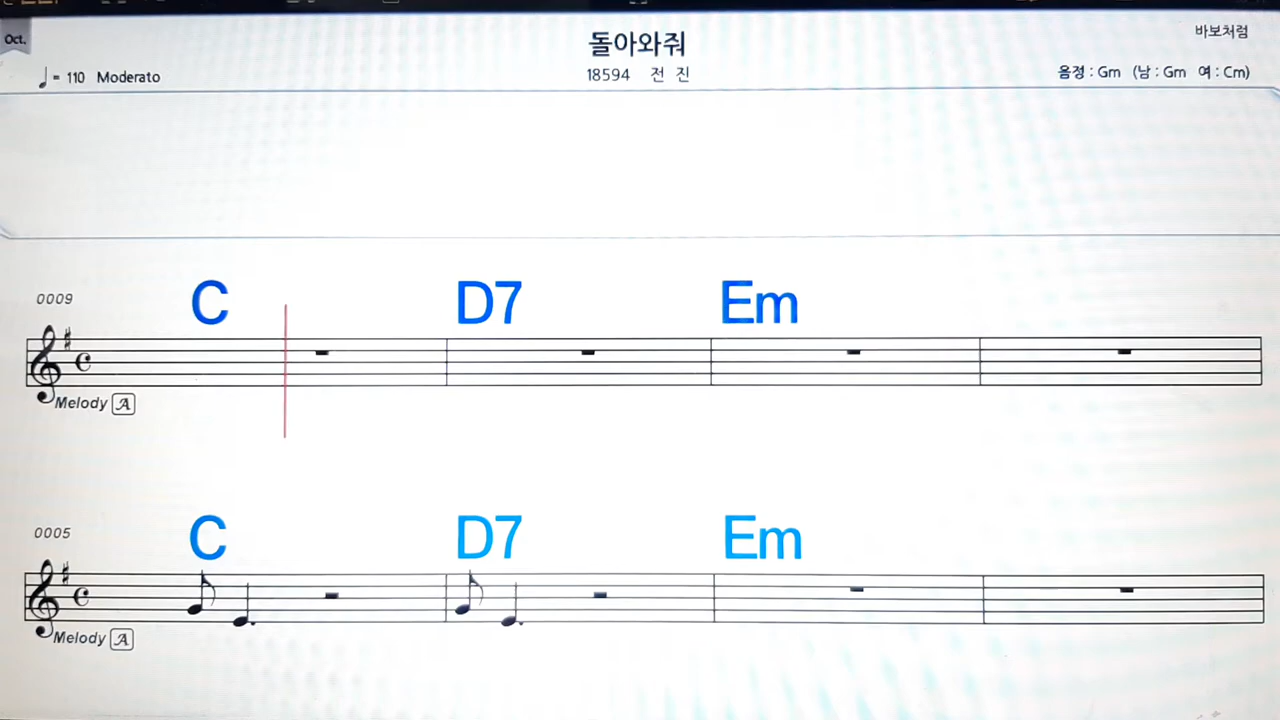 Oct.
돌아와줘
바보처럼
= 110 Moderato
18594 전 진
음정 : Gm (남 : Gm 여 : Cm)
0009
C D7 Em
Melody A
0005
C D7 Em
Melody A